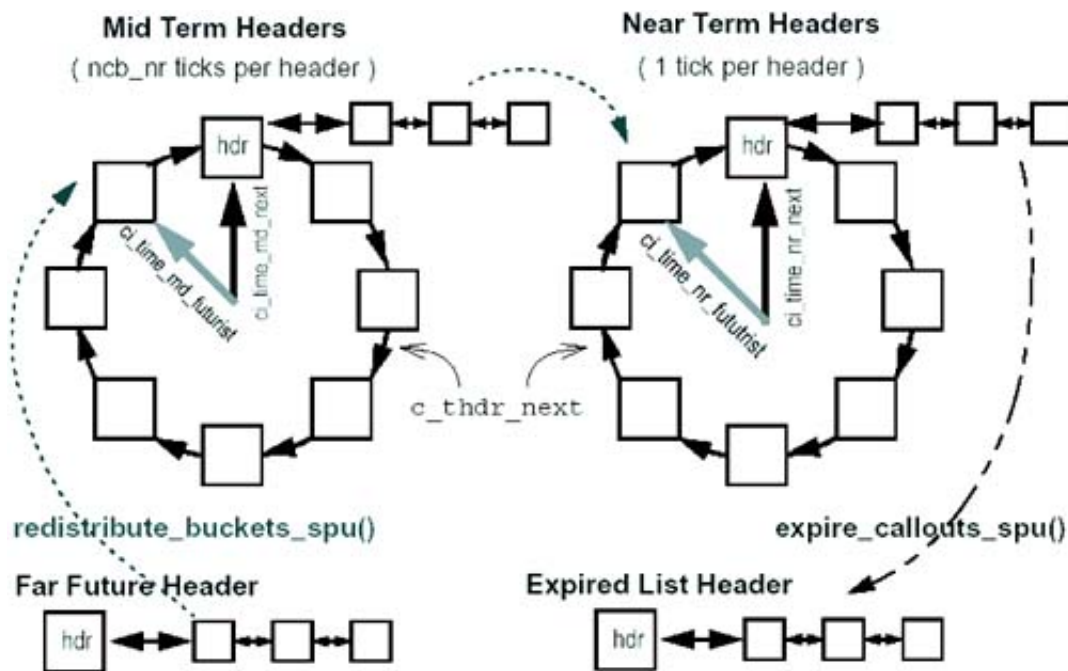 Mid Term Headers
( ncb_nr ticks per header )
Near Term Headers
( 1 tick per header )
hdr
hdr
ci_time_md_next
ci_time_md_futurist
ci_time_nr_next
ci_time_nr_fututrist
c_thdr_next
redistribute_buckets_spu()
expire_callouts_spu()
Far Future Header
Expired List Header
hdr
hdr